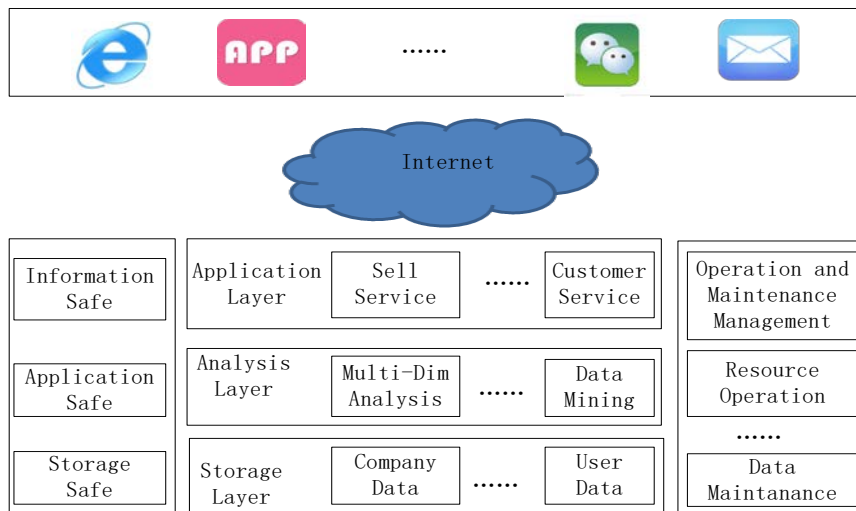 APP
......
Internet
Information
Safe
Application
Safe
Storage
Safe
Application
Layer
Sell
Service
......
Customer
Service
Analysis
Layer
Multi-Dim
Analysis
......
Data
Mining
Storage
Layer
Company
Data
......
User
Data
Operation and
Maintenance
Management
Resource
Operation
......
Data
Maintanance